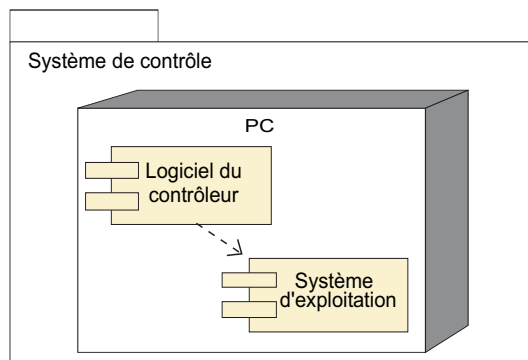 Système de contrôle
PC
Logiciel du
contrôleur
Système
d'exploitation